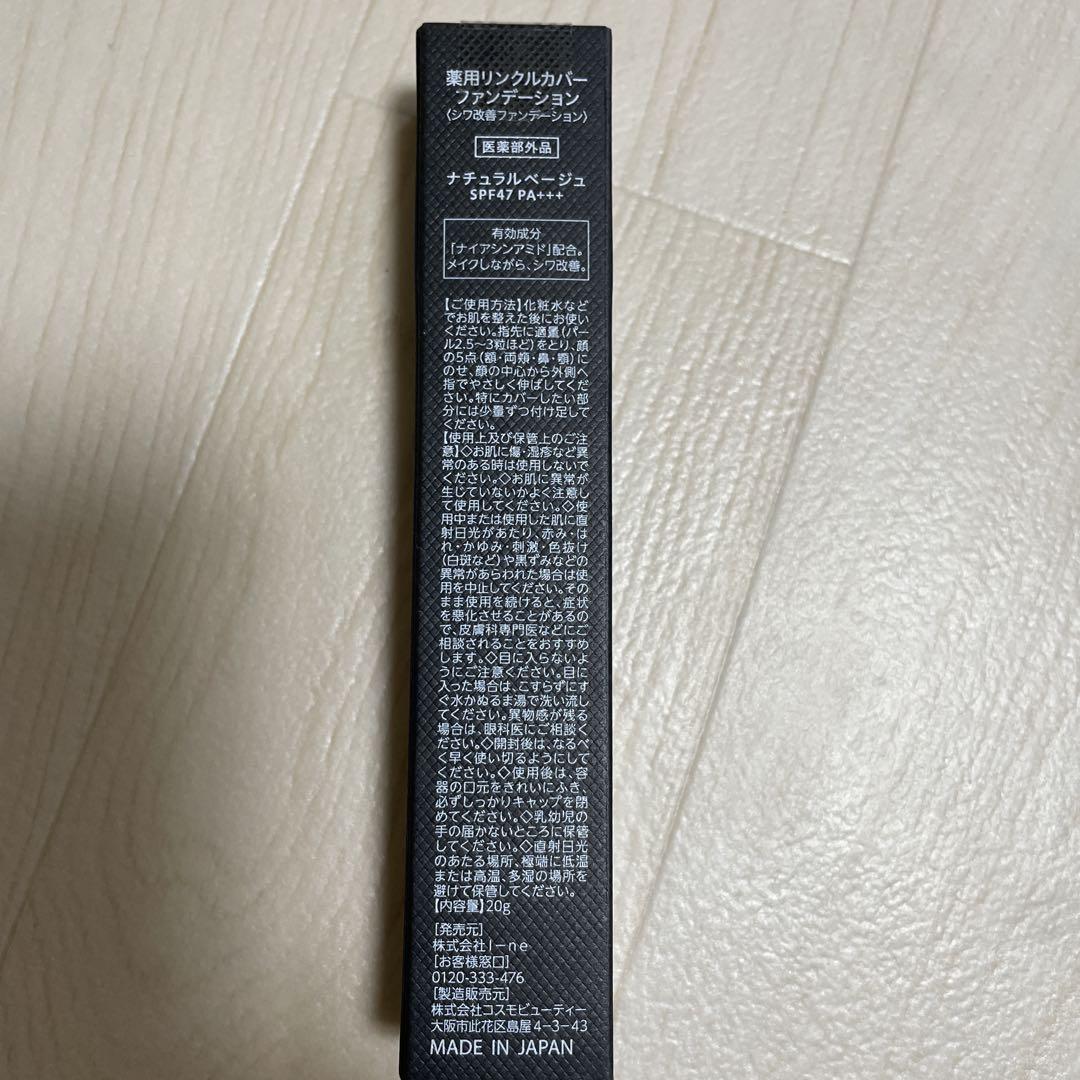 薬用リンクルカバー
ファンデーション
〈シワ改善ファンデーション〉
医薬部外品
ナチュラルベージュ
SPF47 PA+++
有効成分
「ナイアシンアミド」配合。
メイクしながら、シワ改善。
【ご使用方法】化粧水など
でお肌を整えた後にお使い
ください。指先に適量(パー
ル2.5〜3粒ほど)をとり、顔
の5点(額・両頬・鼻・顎)に
のせ、顔の中心から外側へ
指でやさしく伸ばしてくだ
さい。特にカバーしたい部
分には少量ずつ付け足して
ください。
【使用上及び保管上のご注
意】◇お肌に傷・湿疹など異
常のある時は使用しないで
ください。◇お肌に異常が
生じていないかよく注意し
て使用してください。◇使
用中または使用した肌に直
射日光があたり、赤み・は
れ・かゆみ・刺激・色抜け
(白斑など)や黒ずみなどの
異常があらわれた場合は使
用を中止してください。その
まま使用を続けると、症状
を悪化させることがあるの
で、皮膚科専門医などにご
相談されることをおすすめ
します。◇目に入らないよ
うにご注意ください。目に
入った場合は、こすらずにす
ぐ水かぬるま湯で洗い流し
てください。異物感が残る
場合は、眼科医にご相談く
ださい。◇開封後は、なるべ
く早く使い切るようにして
ください。◇使用後は、容
器の口元をきれいにふき、
必ずしっかりキャップを閉
めてください。◇乳幼児の
手の届かないところに保管
してください。◇直射日光
のあたる場所、極端に低温
または高温、多湿の場所を
避けて保管してください。
【内容量】20g
[発売元]
株式会社I-ne
[お客様窓口]
0120-333-476
[製造販売元]
株式会社コスモビューティー
大阪市此花区島屋4-3-43
MADE IN JAPAN